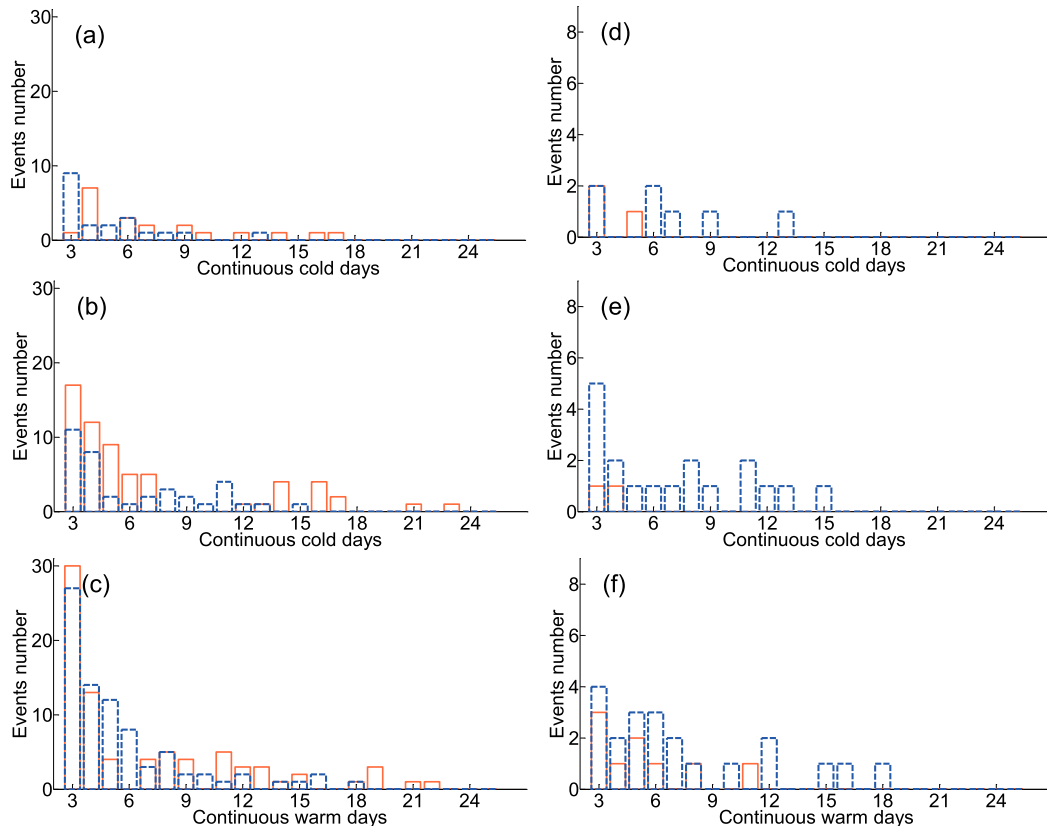 (a)
Events number
30
20
10
0
3 6 9 12 15 18 21 24
Continuous cold days
(d)
Events number
8
6
4
2
0
3 6 9 12 15 18 21 24
Continuous cold days
(b)
Events number
30
20
10
0
3 6 9 12 15 18 21 24
Continuous cold days
(e)
Events number
8
6
4
2
0
3 6 9 12 15 18 21 24
Continuous cold days
(c)
Events number
30
20
10
0
3 6 9 12 15 18 21 24
Continuous warm days
(f)
Events number
8
6
4
2
0
3 6 9 12 15 18 21 24
Continuous warm days